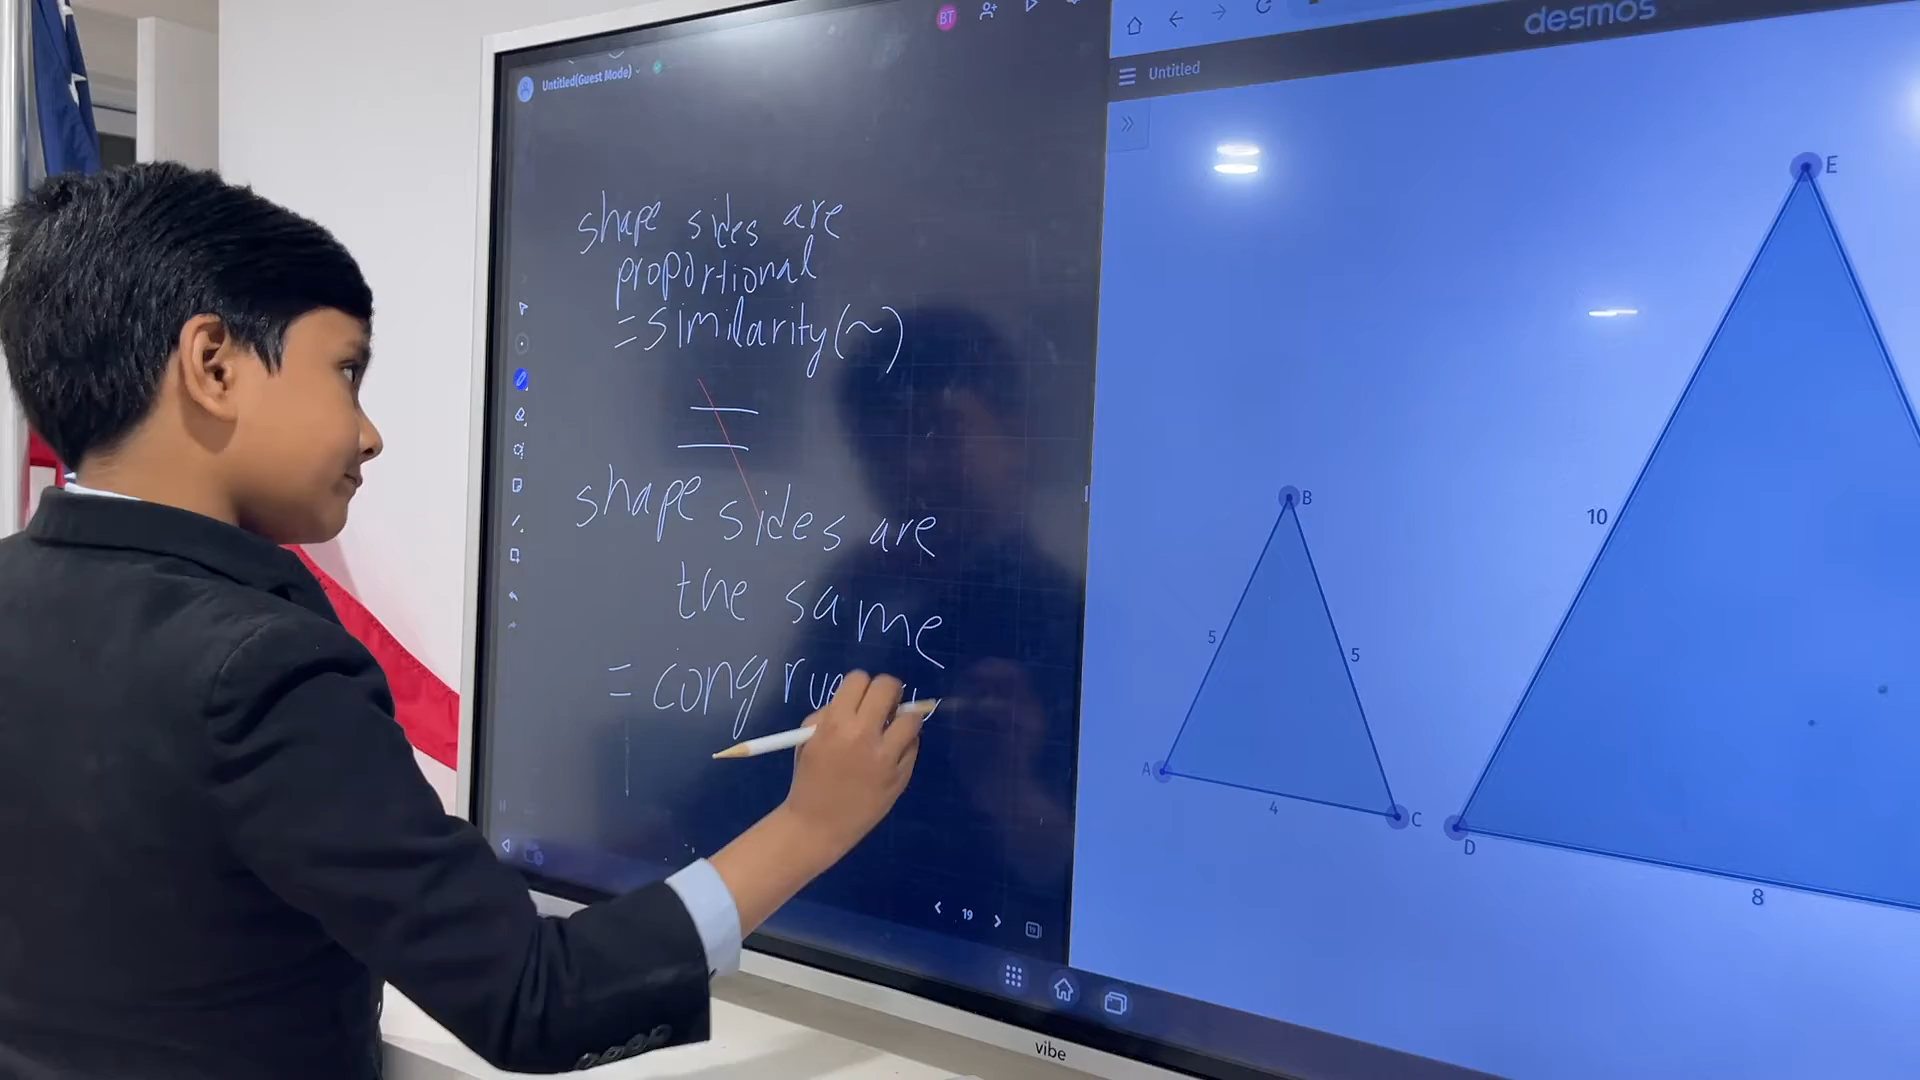 BT
Untitled(Guest Mode)
shape sides are
proportional
=similarity(~)
≠
shape sides are
the same
19
19
desmos
Untitled
E
10
B
5
5
A
4
C
D
8
vibe